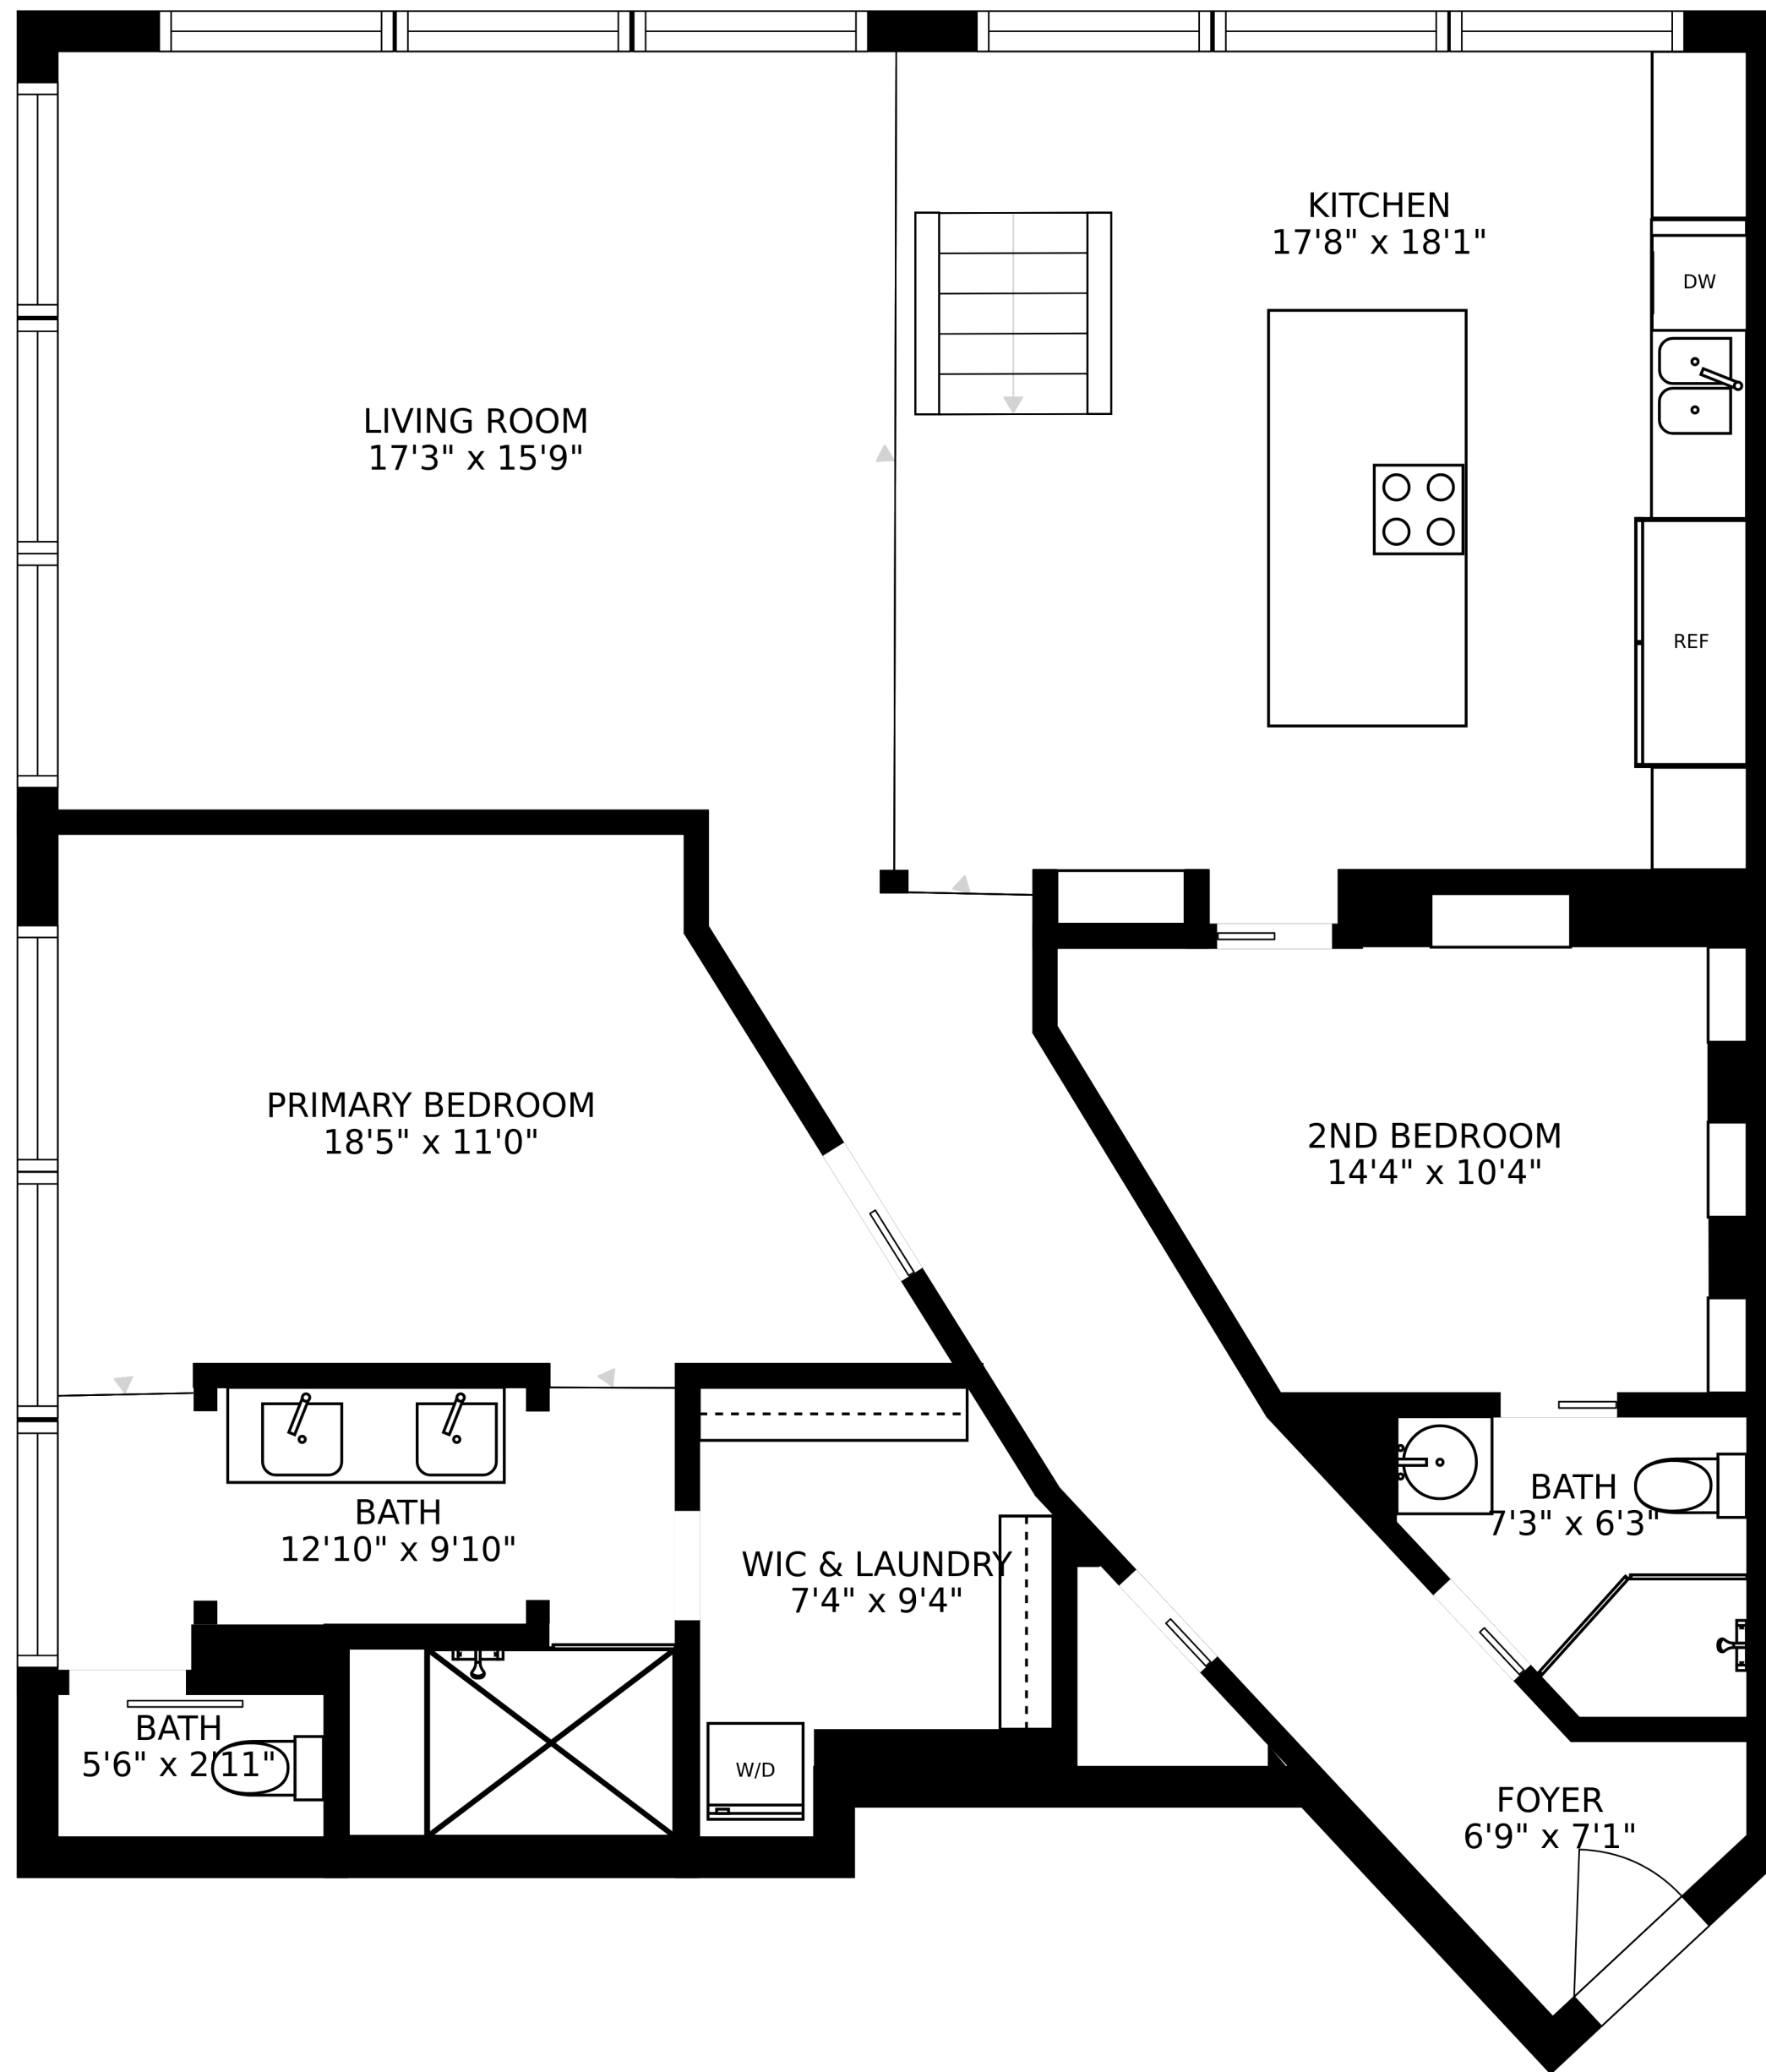 KITCHEN
17'8" x 18'1"
DW
LIVING ROOM
17'3" x 15'9"
REF
PRIMARY BEDROOM
18'5" x 11'0"
2ND BEDROOM
14'4" x 10'4"
BATH
12'10" x 9'10"
WIC & LAUNDRY
7'4" x 9'4"
BATH
7'3" x 6'3"
BATH
5'6" x 2'11"
W/D
FOYER
6'9" x 7'1"